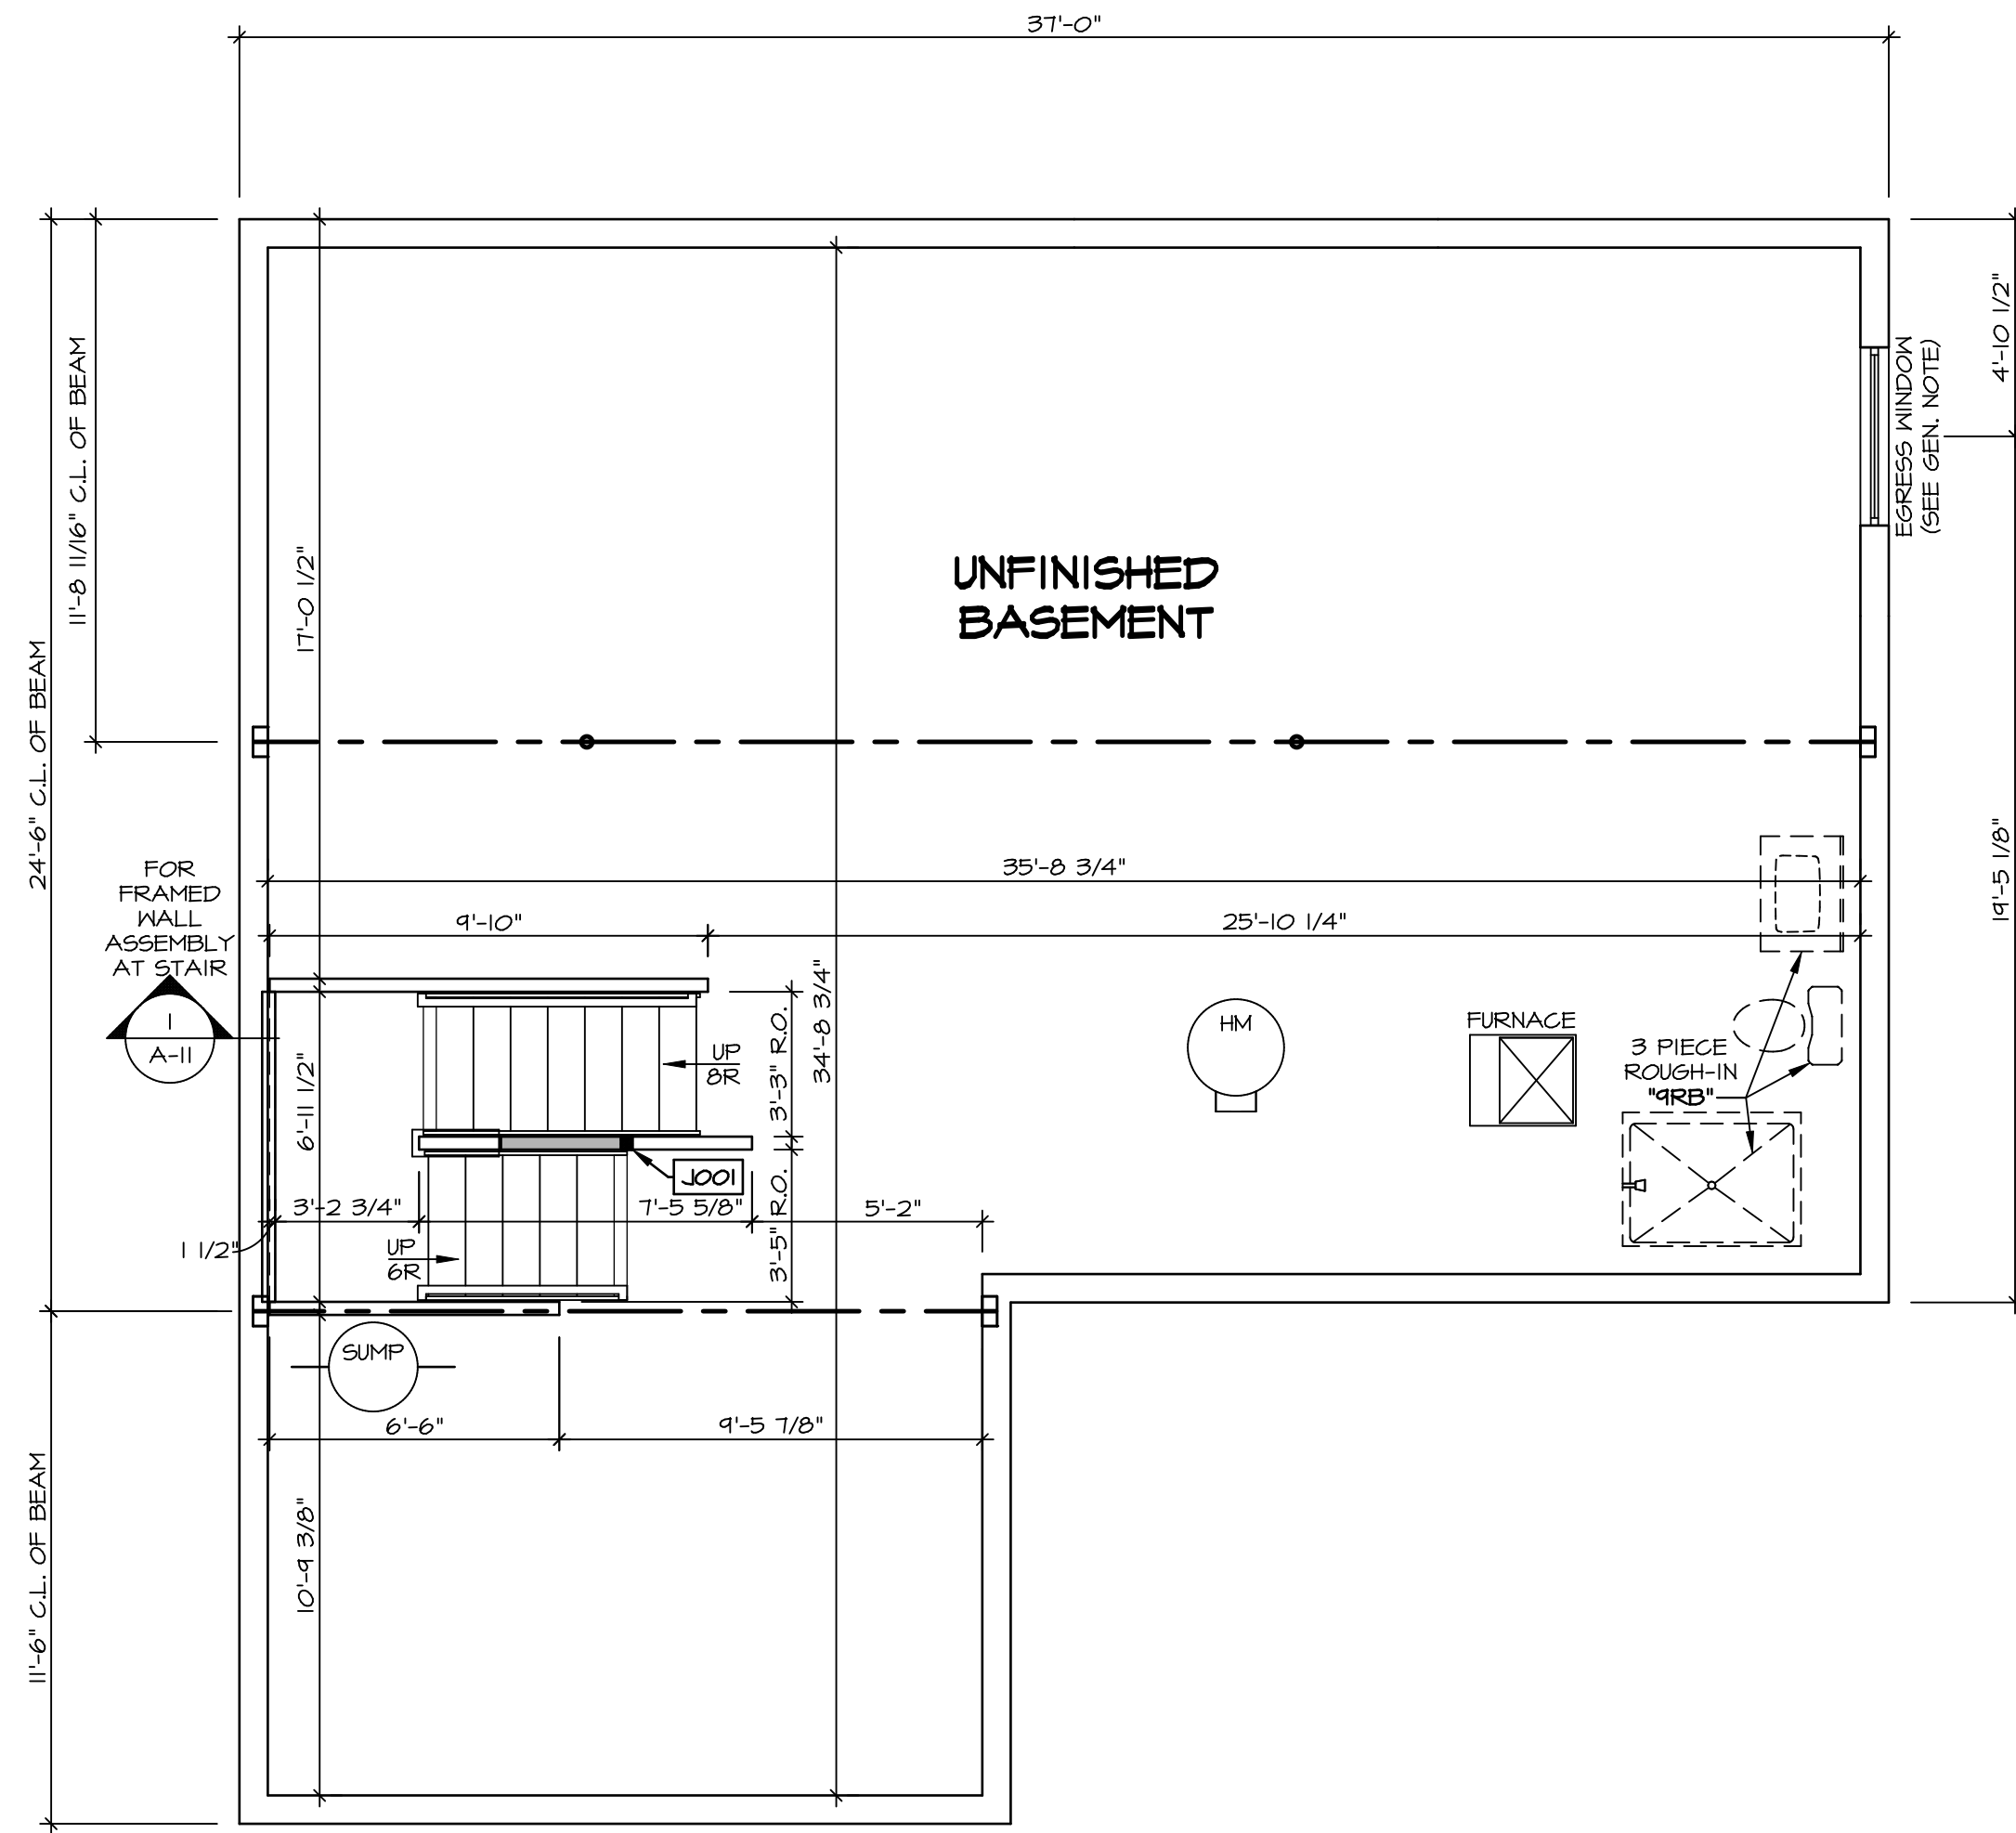 37'-0"
4'-10 1/2"
EGRESS WINDOW
(SEE GEN. NOTE)
11'-8 11/16" C.L. OF BEAM
17'-0 1/2"
UNFINISHED
BASEMENT
24'-6" C.L. OF BEAM
19'-5 1/8"
35'-8 3/4"
FOR
FRAMED
WALL
ASSEMBLY
AT STAIR
1
A-11
9'-10"
25'-10 1/4"
34'-8 3/4"
6'-11 1/2"
UP
8R
3'-3" R.O.
HW
FURNACE
3 PIECE
ROUGH-IN
"9RB"
J001
3'-2 3/4"
7'-5 5/8"
5'-2"
1 1/2"
UP
6R
3'-5" R.O.
SUMP
6'-6"
9'-5 7/8"
10'-9 3/8"
11'-6" C.L. OF BEAM